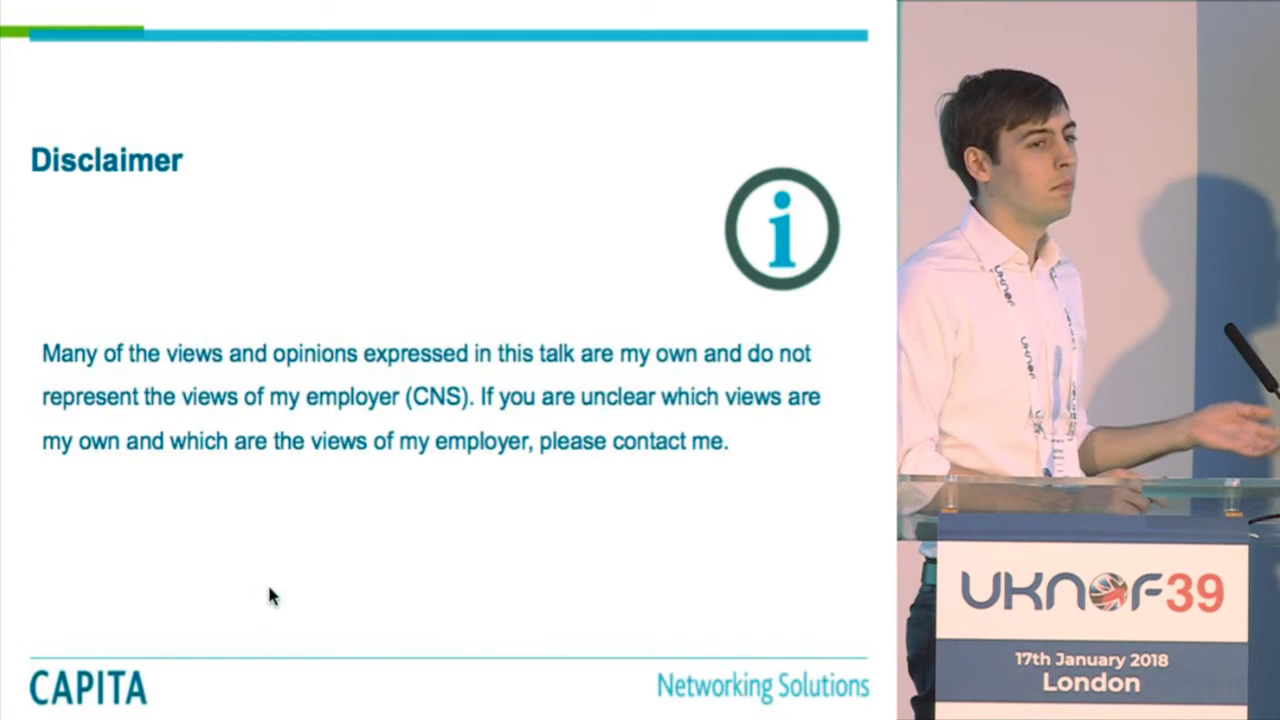 Disclaimer
i
Many of the views and opinions expressed in this talk are my own and do not
represent the views of my employer (CNS). If you are unclear which views are
my own and which are the views of my employer, please contact me.
CAPITA
Networking Solutions
UKNOF
UKNOF
UKNOF39
17th January 2018
London